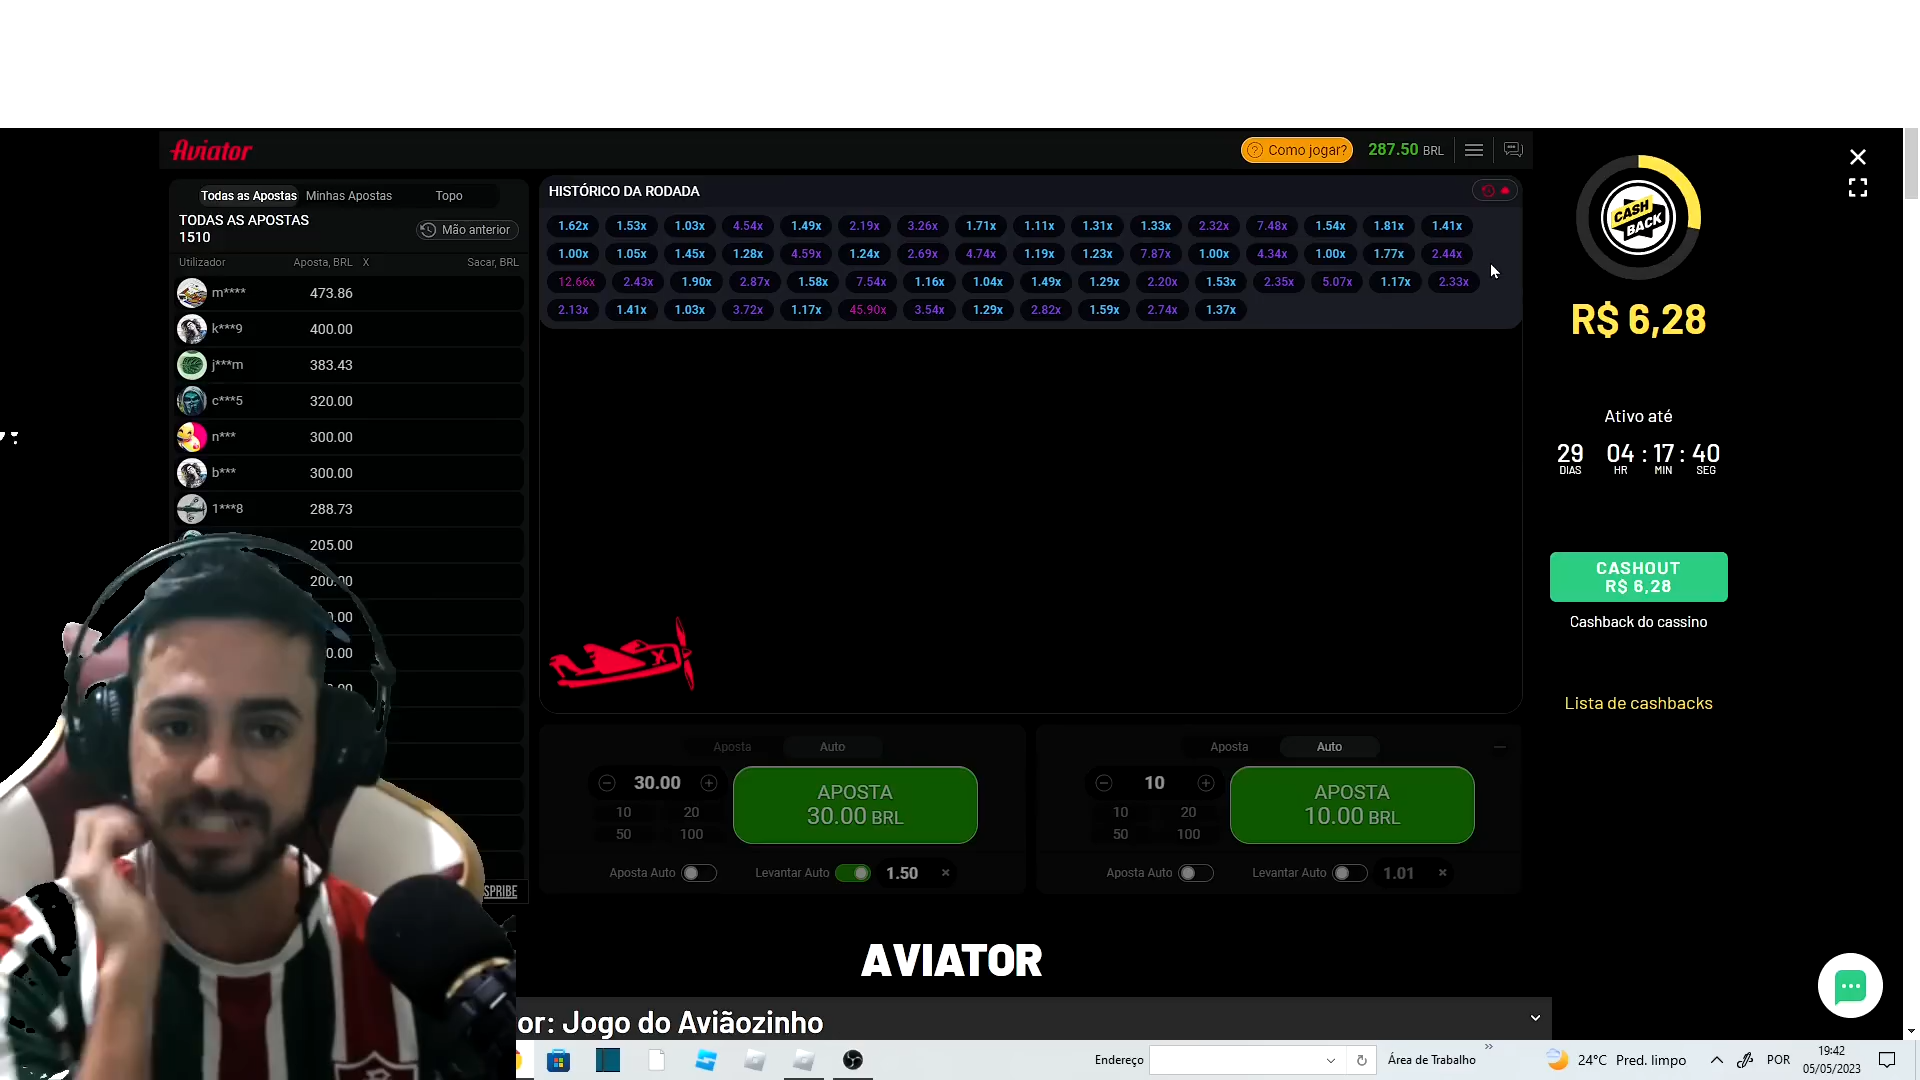 Aviator
? Como jogar?
287.50 BRL
Todas as Apostas Minhas Apostas Topo
TODAS AS APOSTAS
1510
Mão anterior
Utilizador Aposta, BRL X Sacar, BRL
m**** 473.86
k***9 400.00
j***m 383.43
c***5 320.00
n*** 300.00
b*** 300.00
1***8 288.73
205.00
200.00
0.00
0.00
SPRIBE
HISTÓRICO DA RODADA
1.62x 1.53x 1.03x 4.54x 1.49x 2.19x 3.26x 1.71x 1.11x 1.31x 1.33x 2.32x 7.48x 1.54x 1.81x 1.41x
1.00x 1.05x 1.45x 1.28x 4.59x 1.24x 2.69x 4.74x 1.19x 1.23x 7.87x 1.00x 4.34x 1.00x 1.77x 2.44x
12.66x 2.43x 1.90x 2.87x 1.58x 7.54x 1.16x 1.04x 1.49x 1.29x 2.20x 1.53x 2.35x 5.07x 1.17x 2.33x
2.13x 1.41x 1.03x 3.72x 1.17x 45.90x 3.54x 1.29x 2.82x 1.59x 2.74x 1.37x
X
Aposta Auto
30.00
10 20
50 100
APOSTA
30.00 BRL
Aposta Auto Levantar Auto 1.50
Aposta Auto
10
10 20
50 100
APOSTA
10.00 BRL
Aposta Auto Levantar Auto 1.01
CASH
BACK
R$ 6,28
Ativo até
29 04 : 17 : 40
DIAS HR MIN SEG
CASHOUT
R$ 6,28
Cashback do cassino
Lista de cashbacks
AVIATOR
or: Jogo do Aviãozinho
Endereço
Área de Trabalho
24°C Pred. limpo
POR
19:42
05/05/2023